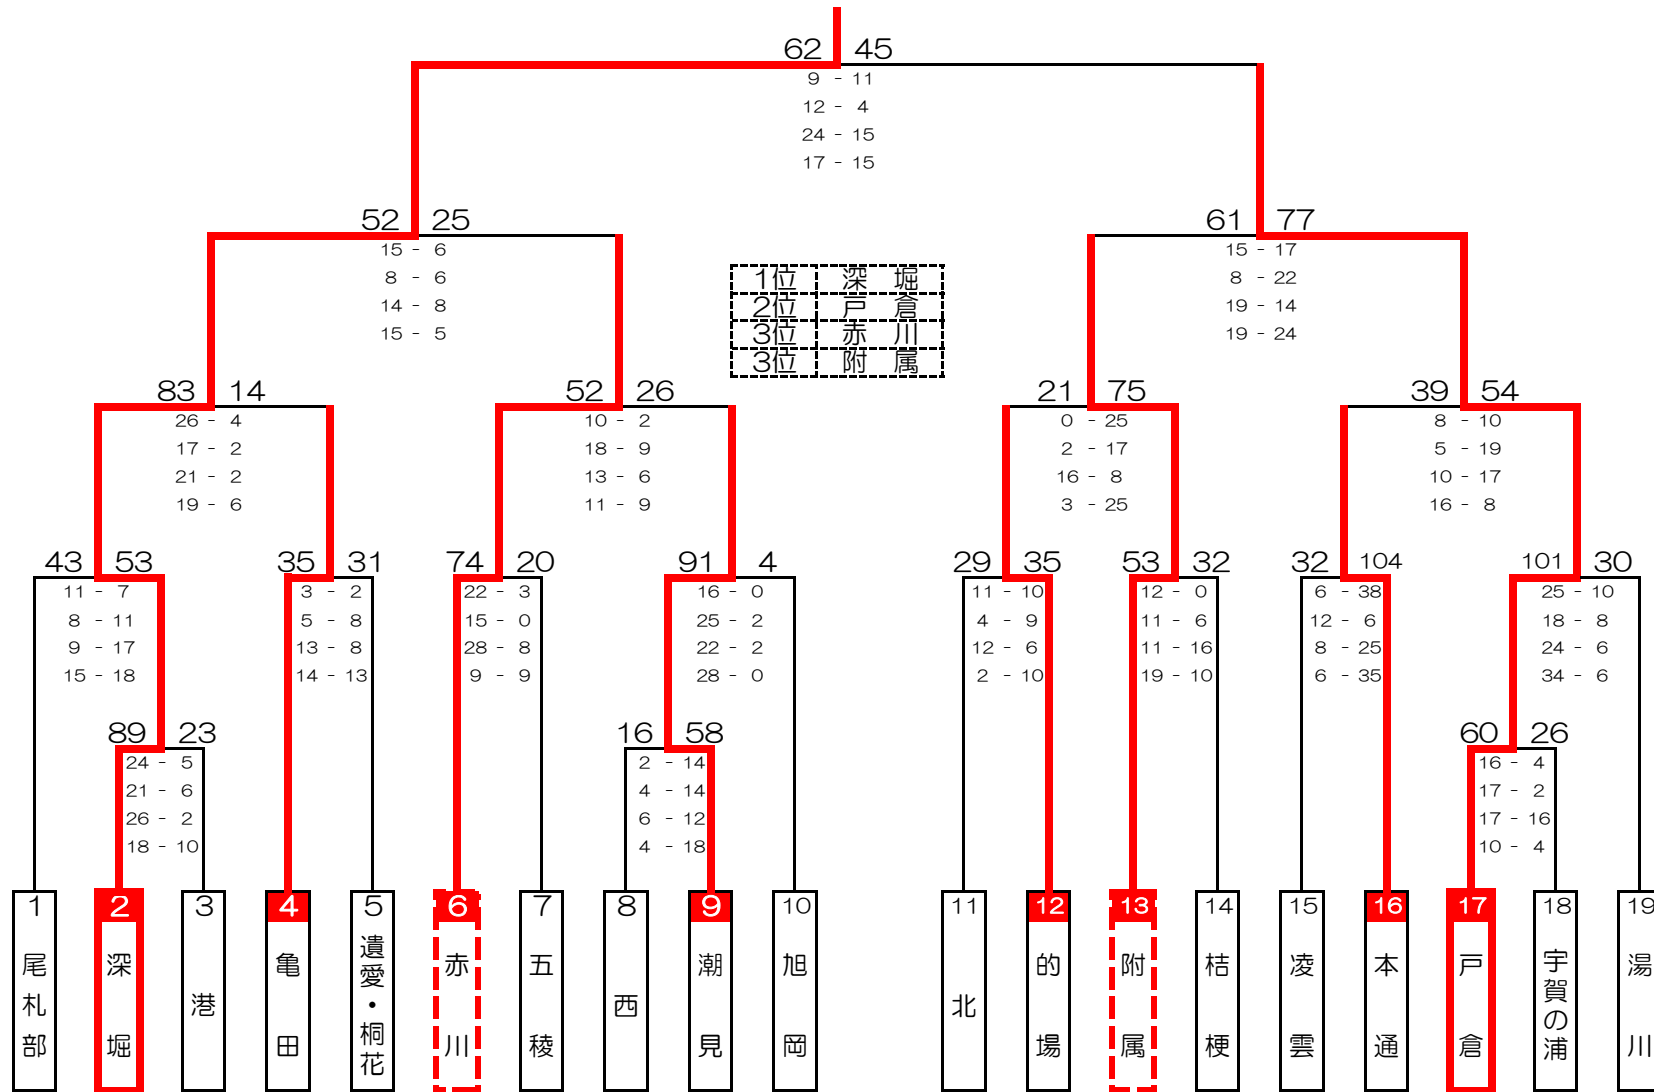 62 45
9 - 11
12 - 4
24 - 15
17 - 15
52 25
15 - 6
8 - 6
14 - 8
15 - 5
61 77
15 - 17
8 - 22
19 - 14
19 - 24
1位 深堀
2位 戸倉
3位 赤川
3位 附属
83 14
26 - 4
17 - 2
21 - 2
19 - 6
52 26
10 - 2
18 - 9
13 - 6
11 - 9
21 75
0 - 25
2 - 17
16 - 8
3 - 25
39 54
8 - 10
5 - 19
10 - 17
16 - 8
43 53
11 - 7
8 - 11
9 - 17
15 - 18
35 31
3 - 2
5 - 8
13 - 8
14 - 13
74 20
22 - 3
15 - 0
28 - 8
9 - 9
91 4
16 - 0
25 - 2
22 - 2
28 - 0
29 35
11 - 10
4 - 9
12 - 6
2 - 10
53 32
12 - 0
11 - 6
11 - 16
19 - 10
32 104
6 - 38
12 - 6
8 - 25
6 - 35
101 30
25 - 10
18 - 8
24 - 6
34 - 6
89 23
24 - 5
21 - 6
26 - 2
18 - 10
16 58
2 - 14
4 - 14
6 - 12
4 - 18
60 26
16 - 4
17 - 2
17 - 16
10 - 4
1 尾札部
2 深堀
3 港
4 亀田
5 遺愛・桐花
6 赤川
7 五稜
8 西
9 潮見
10 旭岡
11 北
12 的場
13 附属
14 桔梗
15 凌雲
16 本通
17 戸倉
18 宇賀の浦
19 湯川